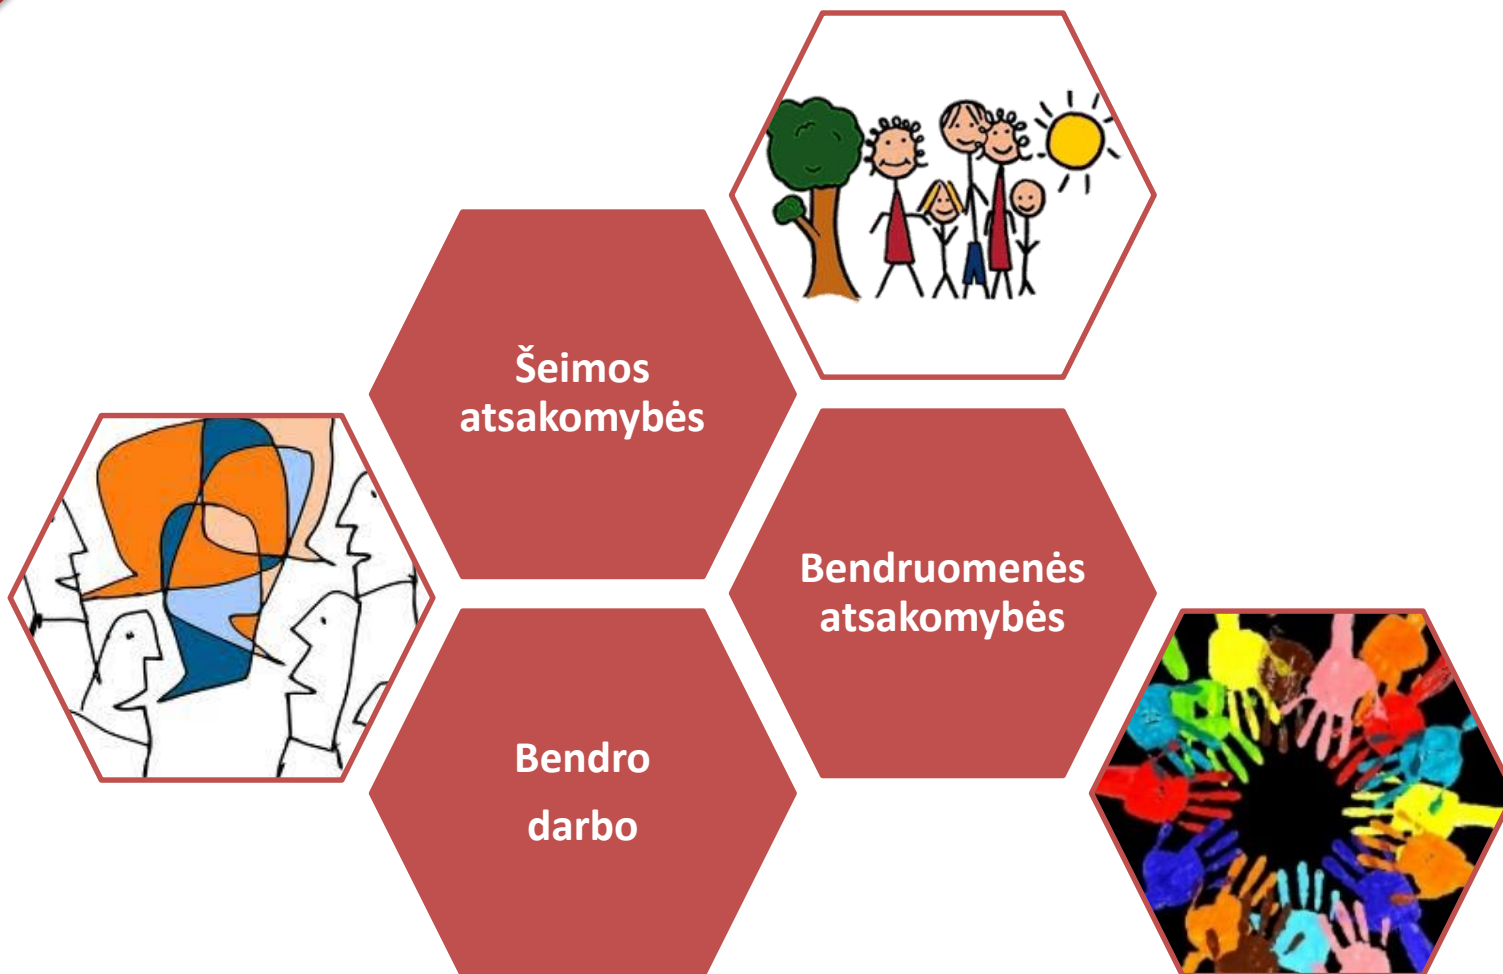 Šeimos
atsakomybės
Bendruomenės
atsakomybės
Bendro
darbo